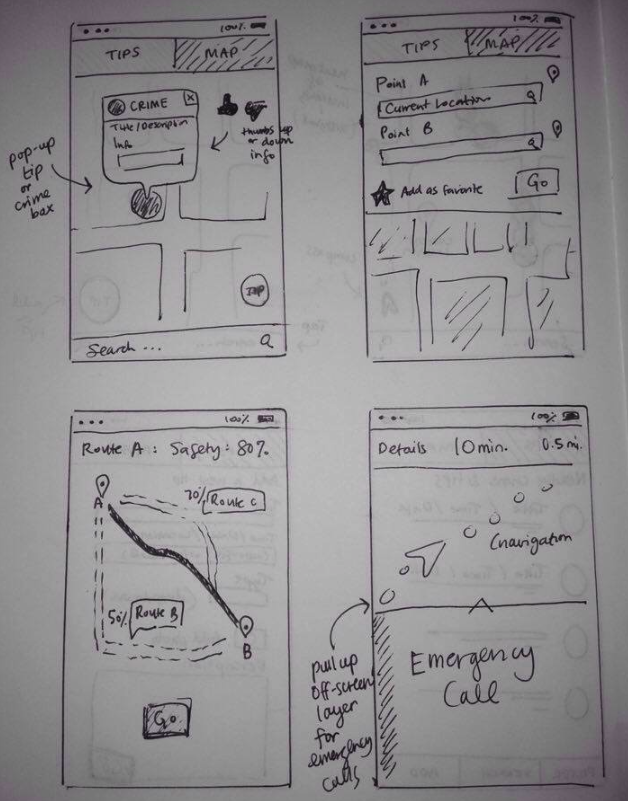 100%
TIPS
MAP
CRIME
x
Title/Description
Info
thumbs up
or down
info
pop-up
tip
or
crime
box
TIP
Search ...
100%
TIPS
MAP
Point A
Current Location
Point B
Add as favorite
Go
100%
Route A: Safety: 80%
A
70%
Route C
50%
Route B
B
Go
100%
Details 10 min. 0.5 mi.
(navigation
pull up
off-screen
layer
for
emergency
calls
Emergency
Call